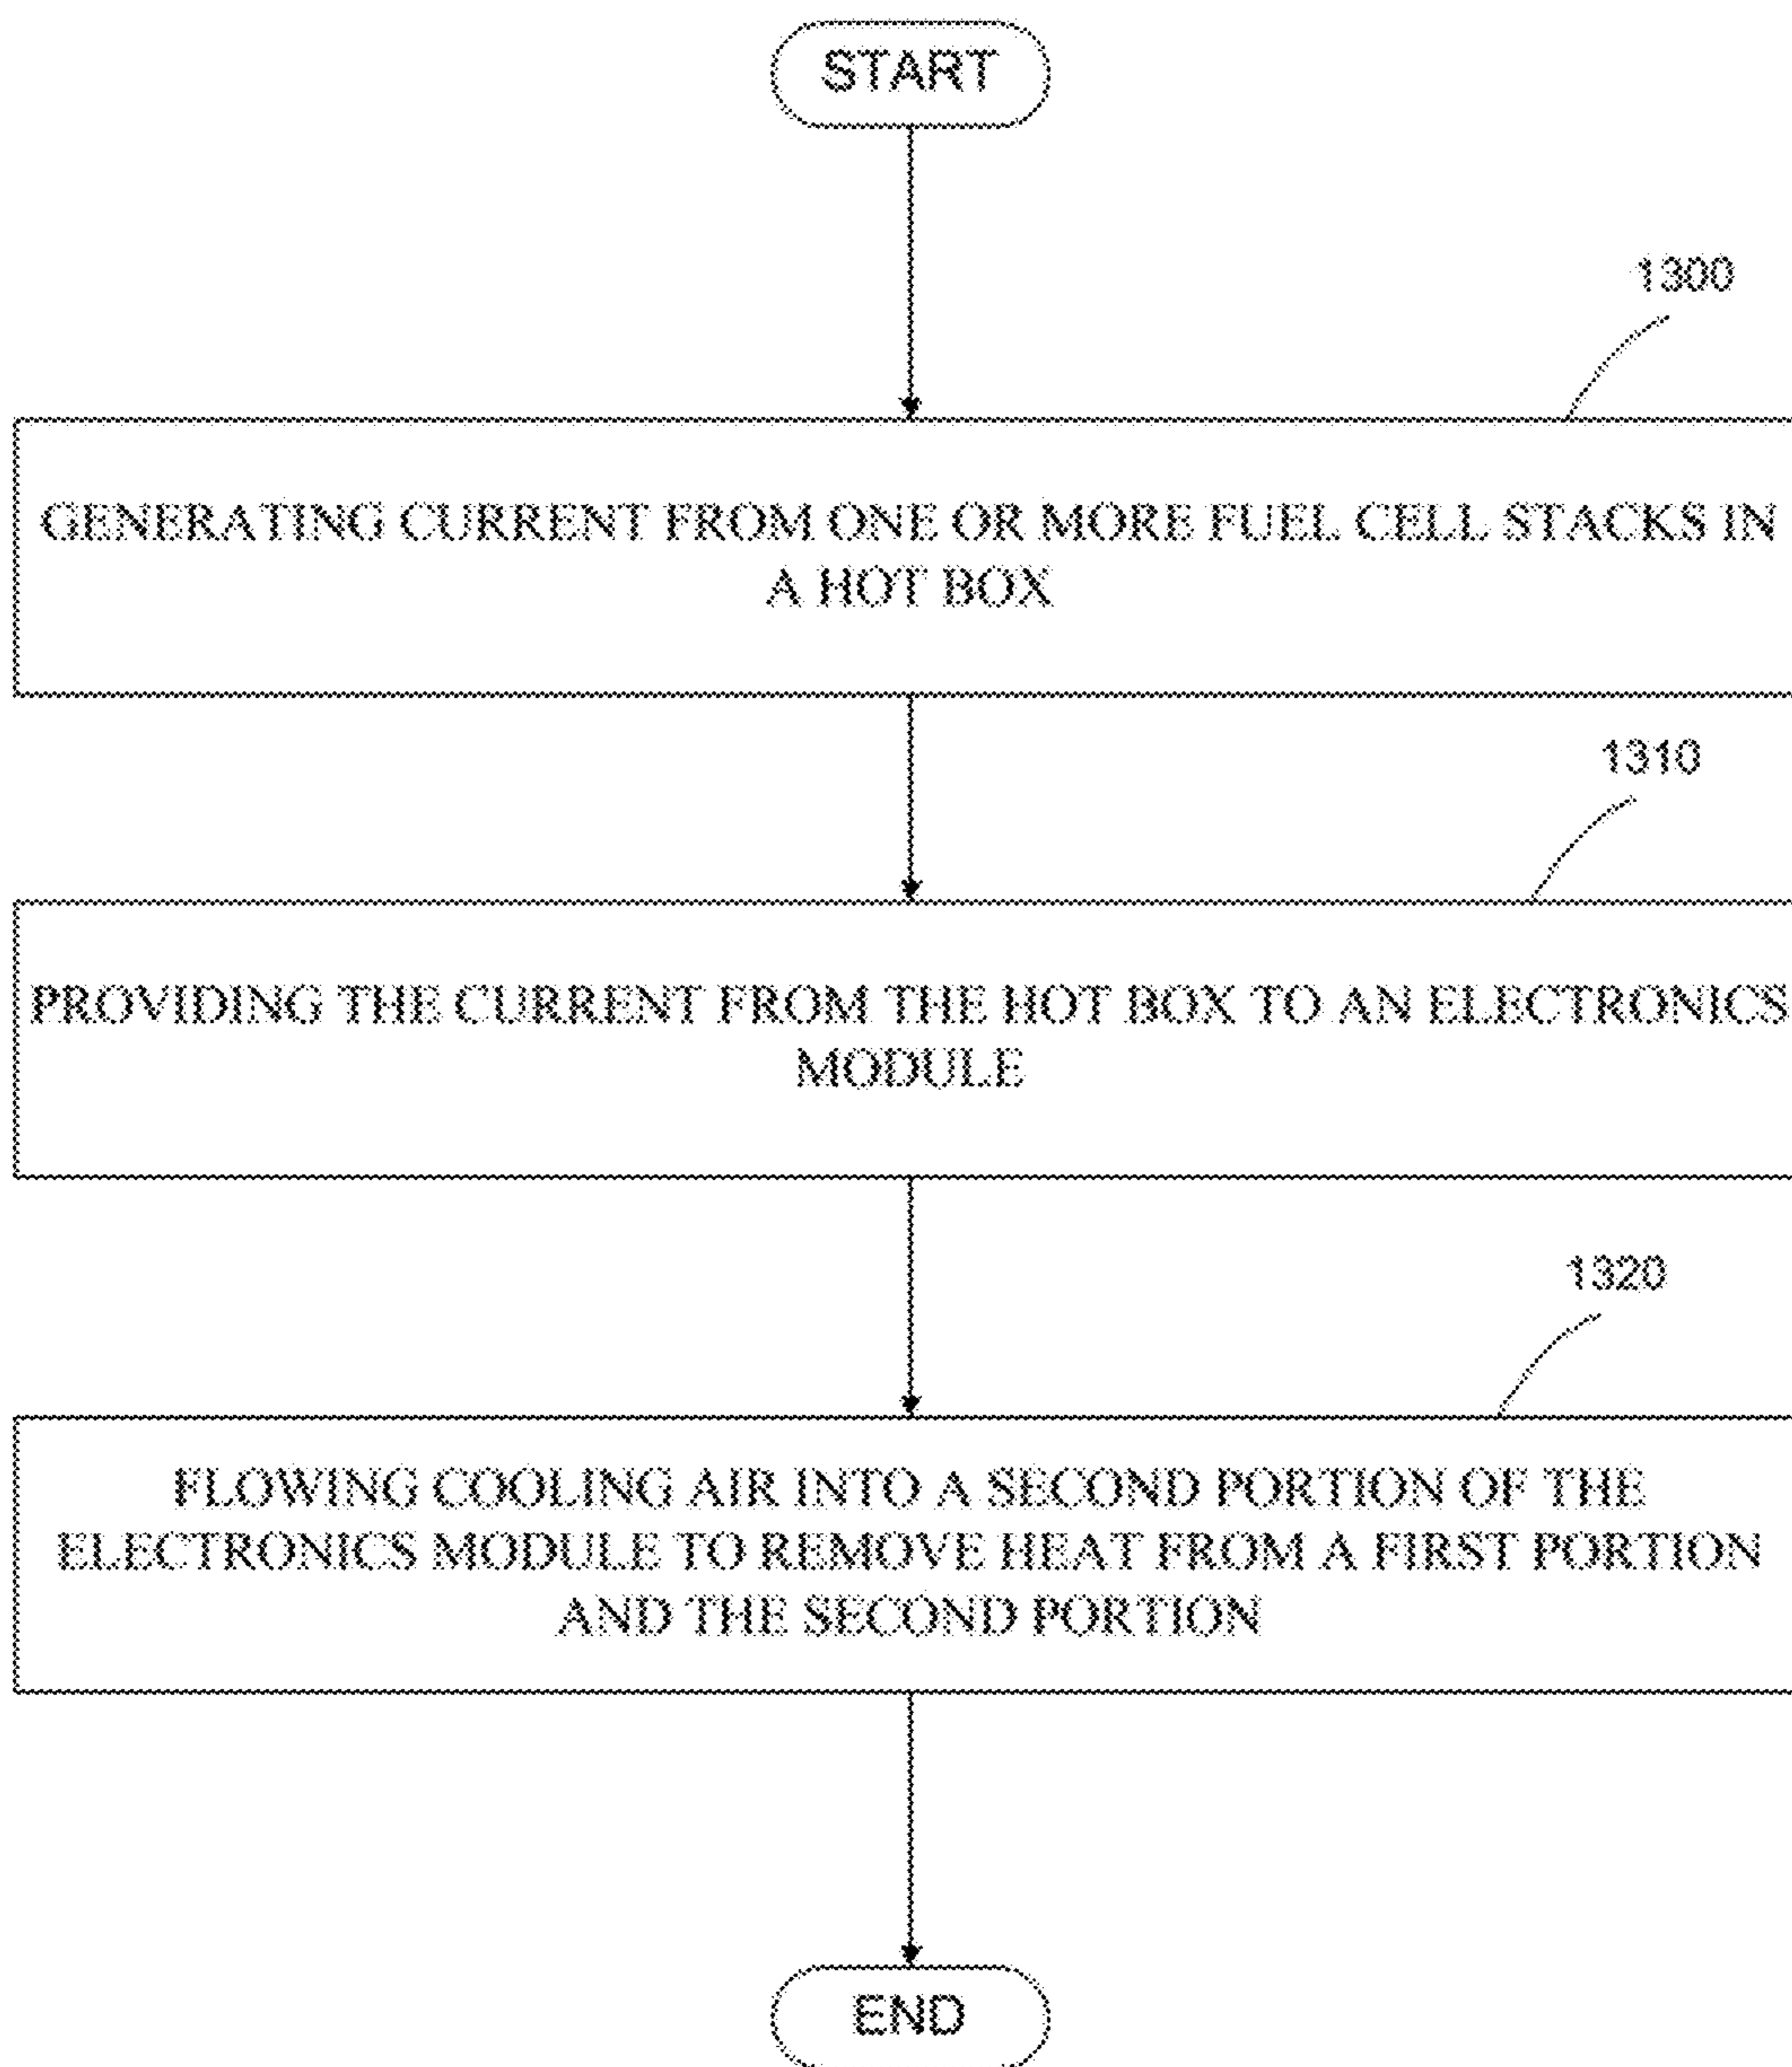 START
1300
GENERATING CURRENT FROM ONE OR MORE FUEL CELL STACKS IN
A HOT BOX
1310
PROVIDING THE CURRENT FROM THE HOT BOX TO AN ELECTRONICS
MODULE
1320
FLOWING COOLING AIR INTO A SECOND PORTION OF THE
ELECTRONICS MODULE TO REMOVE HEAT FROM A FIRST PORTION
AND THE SECOND PORTION
END